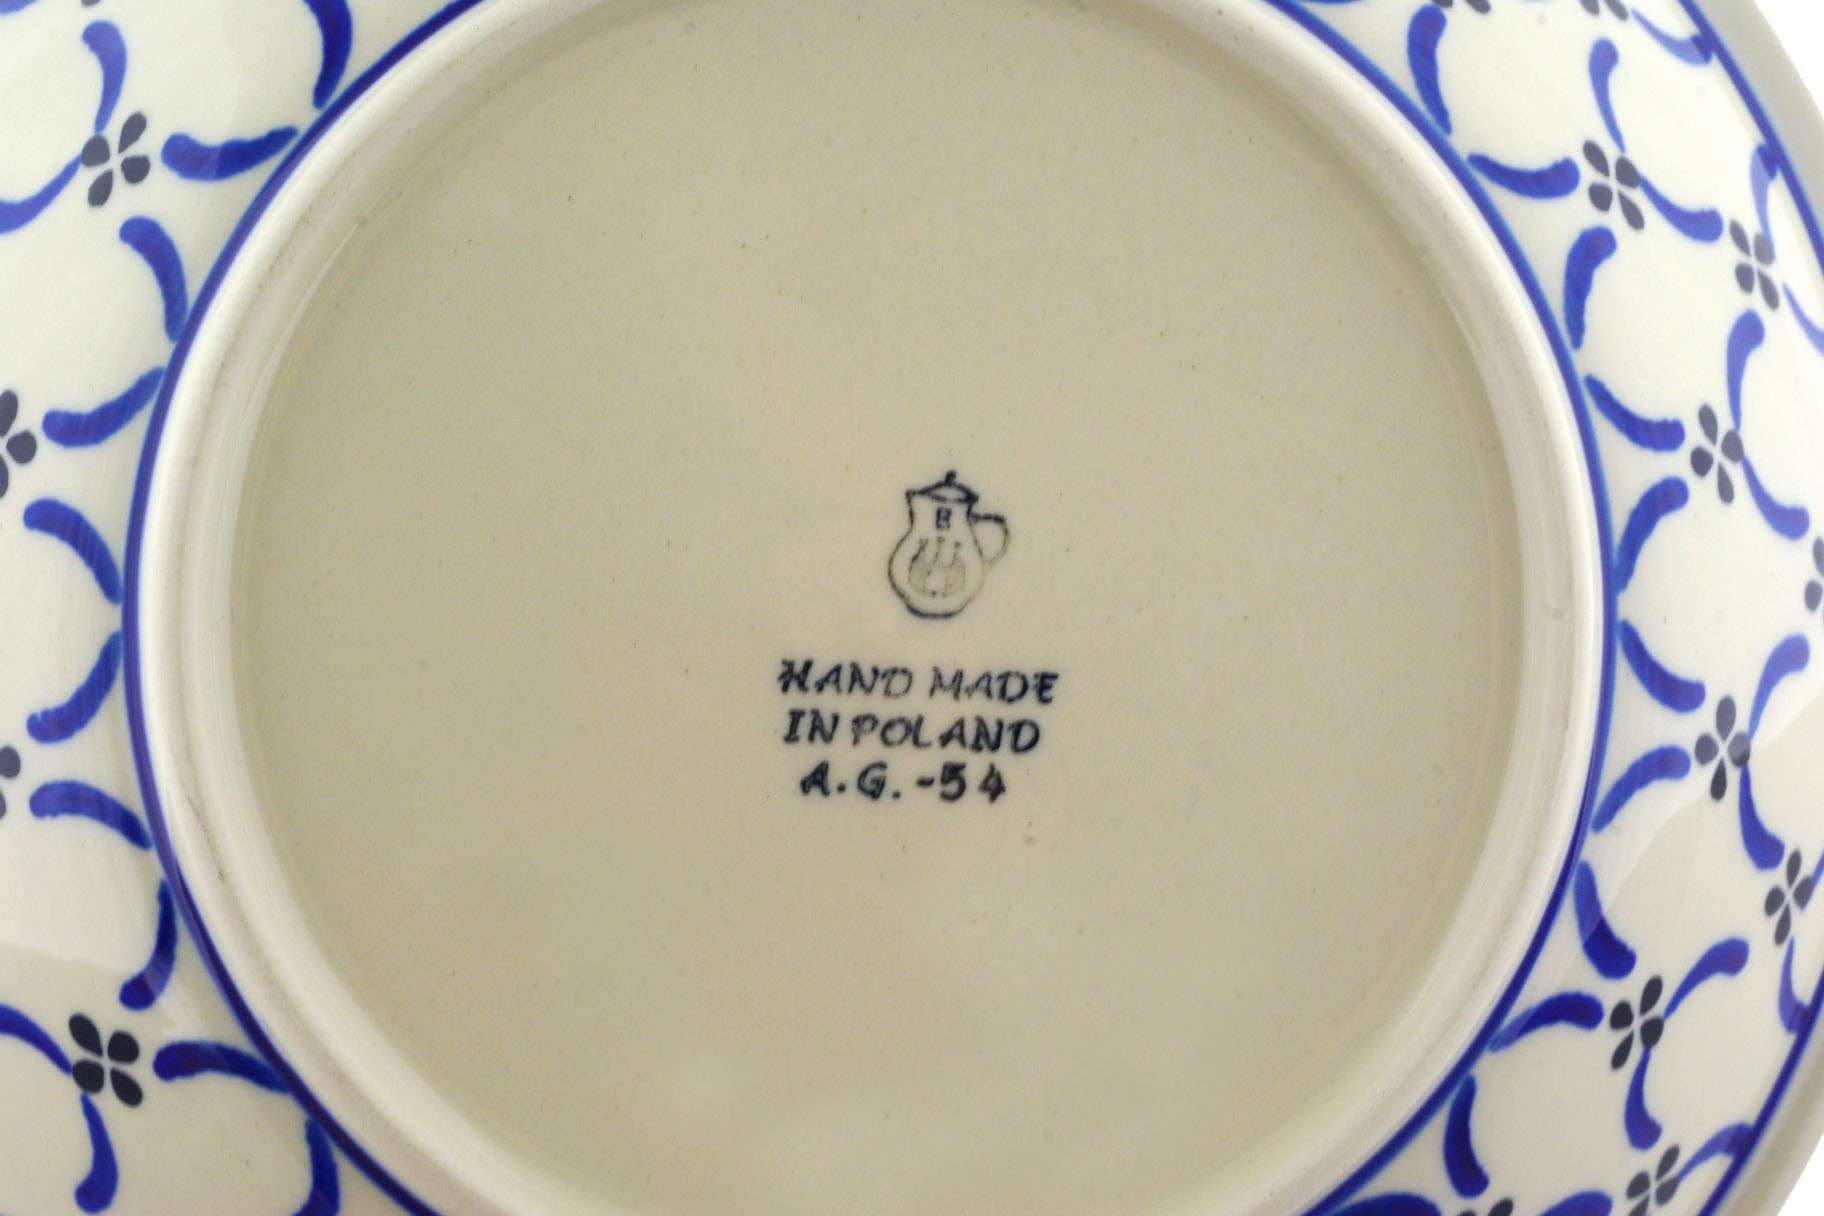 B
HAND MADE
IN POLAND
A.G.-54